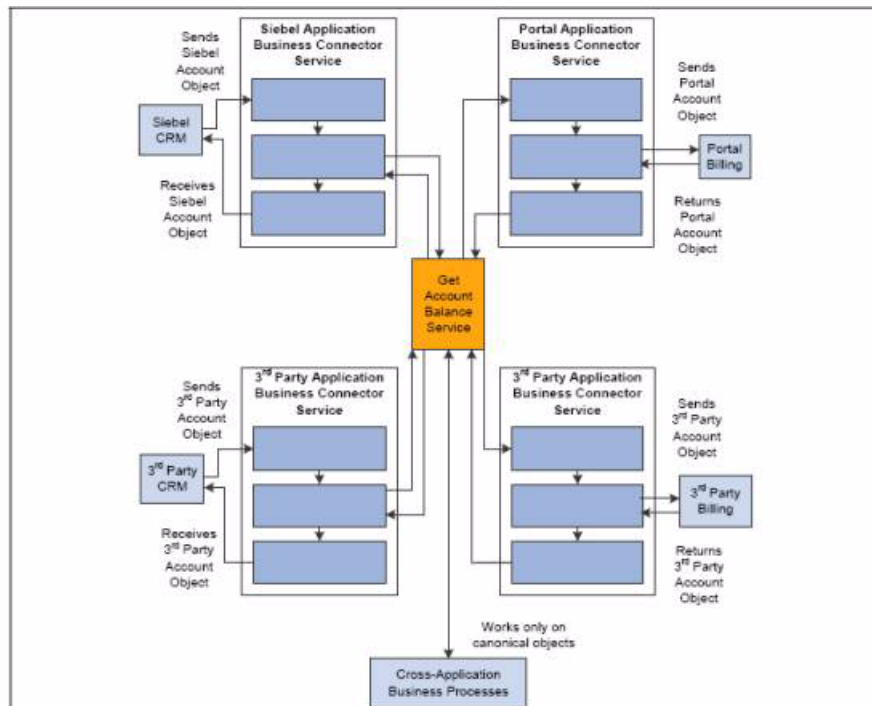 Siebel Application
Business Connector
Service
Portal Application
Business Connector
Service
Sends
Siebel
Account
Object
Sends
Portal
Account
Object
Siebel
CRM
Portal
Billing
Receives
Siebel
Account
Object
Returns
Portal
Account
Object
Get
Account
Balance
Service
3rd Party Application
Business Connector
Service
3rd Party Application
Business Connector
Service
Sends
3rd Party
Account
Object
Sends
3rd Party
Account
Object
3rd Party
CRM
3rd Party
Billing
Receives
3rd Party
Account
Object
Returns
3rd Party
Account
Object
Works only on
canonical objects
Cross-Application
Business Processes